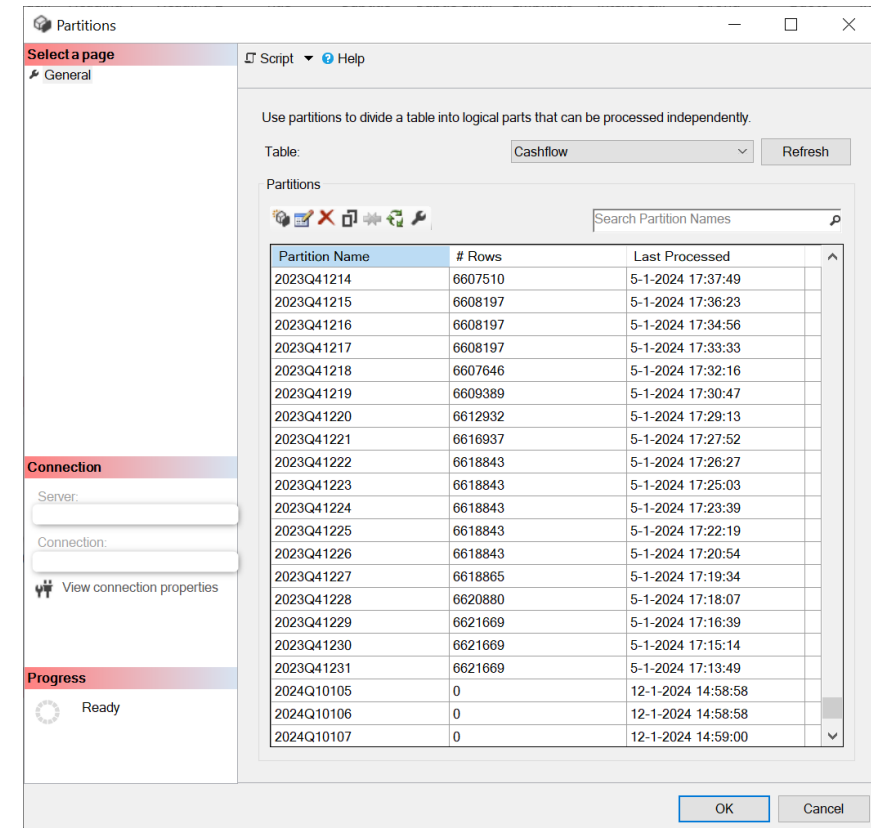 Partitions
Select a page
General
Script Help
Use partitions to divide a table into logical parts that can be processed independently.
Table: Cashflow Refresh
Partitions
Search Partition Names
Partition Name # Rows Last Processed
2023Q41214 6607510 5-1-2024 17:37:49
2023Q41215 6608197 5-1-2024 17:36:23
2023Q41216 6608197 5-1-2024 17:34:56
2023Q41217 6608197 5-1-2024 17:33:33
2023Q41218 6607646 5-1-2024 17:32:16
2023Q41219 6609389 5-1-2024 17:30:47
2023Q41220 6612932 5-1-2024 17:29:13
2023Q41221 6616937 5-1-2024 17:27:52
2023Q41222 6618843 5-1-2024 17:26:27
2023Q41223 6618843 5-1-2024 17:25:03
2023Q41224 6618843 5-1-2024 17:23:39
2023Q41225 6618843 5-1-2024 17:22:19
2023Q41226 6618843 5-1-2024 17:20:54
2023Q41227 6618865 5-1-2024 17:19:34
2023Q41228 6620880 5-1-2024 17:18:07
2023Q41229 6621669 5-1-2024 17:16:39
2023Q41230 6621669 5-1-2024 17:15:14
2023Q41231 6621669 5-1-2024 17:13:49
2024Q10105 0 12-1-2024 14:58:58
2024Q10106 0 12-1-2024 14:58:58
2024Q10107 0 12-1-2024 14:59:00
Connection
Server:
Connection:
View connection properties
Progress
Ready
OK Cancel